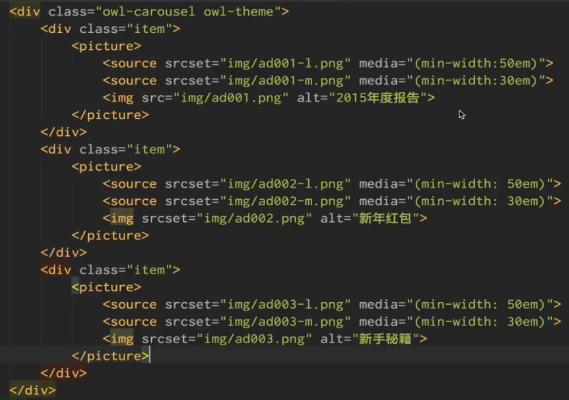 <div class="owl-carousel owl-theme">
<div class="item">
<picture>
<source srcset="img/ad001-l.png" media="(min-width:50em)">
<source srcset="img/ad001-m.png" media="(min-width:30em)">
<img src="img/ad001.png" alt="2015年度报告">
</picture>
</div>
<div class="item">
<picture>
<source srcset="img/ad002-l.png" media="(min-width: 50em)">
<source srcset="img/ad002-m.png" media="(min-width: 30em)">
<img srcset="img/ad002.png" alt="新年红包">
</picture>
</div>
<div class="item">
<picture>
<source srcset="img/ad003-l.png" media="(min-width: 50em)">
<source srcset="img/ad003-m.png" media="(min-width: 30em)">
<img srcset="img/ad003.png" alt="新手秘籍">
</picture>
</div>
</div>